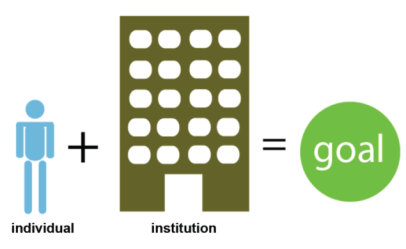 +
=
goal
individual
institution